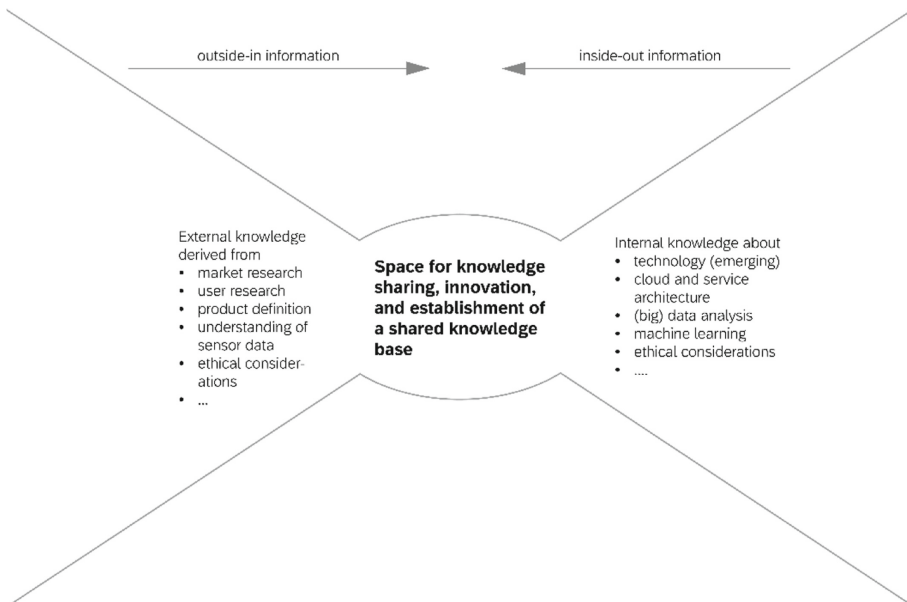 outside-in information
inside-out information
External knowledge
derived from
• market research
• user research
• product definition
• understanding of
sensor data
• ethical consider-
ations
• ...
Space for knowledge
sharing, innovation,
and establishment of
a shared knowledge
base
Internal knowledge about
• technology (emerging)
• cloud and service
architecture
• (big) data analysis
• machine learning
• ethical considerations
• ....